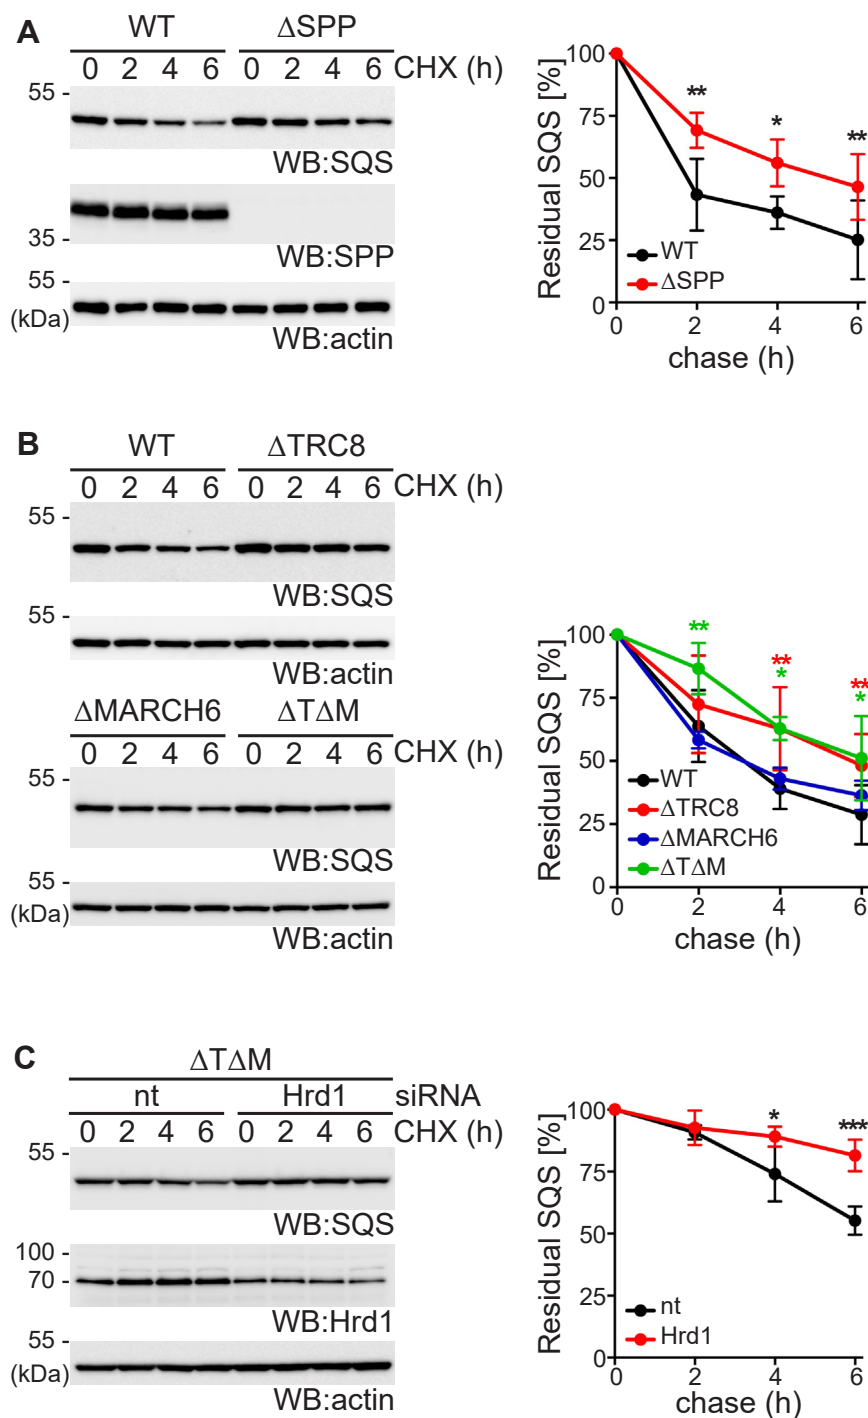 A
WT ΔSPP
0 2 4 6 0 2 4 6 CHX (h)
55 -
WB:SQS
35 -
WB:SPP
55 -
(kDa)
WB:actin
Residual SQS [%]
100
75
50
25
0
** * **
WT
ΔSPP
0 2 4 6
chase (h)
B
WT ΔTRC8
0 2 4 6 0 2 4 6 CHX (h)
55 -
WB:SQS
55 -
WB:actin
ΔMARCH6 ΔTΔM
0 2 4 6 0 2 4 6 CHX (h)
55 -
WB:SQS
55 -
(kDa)
WB:actin
Residual SQS [%]
100
75
50
25
0
** ** **
* *
WT
ΔTRC8
ΔMARCH6
ΔTΔM
0 2 4 6
chase (h)
C
ΔTΔM
nt Hrd1 siRNA
0 2 4 6 0 2 4 6 CHX (h)
55 -
WB:SQS
100 -
70 -
WB:Hrd1
55 -
(kDa)
WB:actin
Residual SQS [%]
100
75
50
25
0
* ***
nt
Hrd1
0 2 4 6
chase (h)